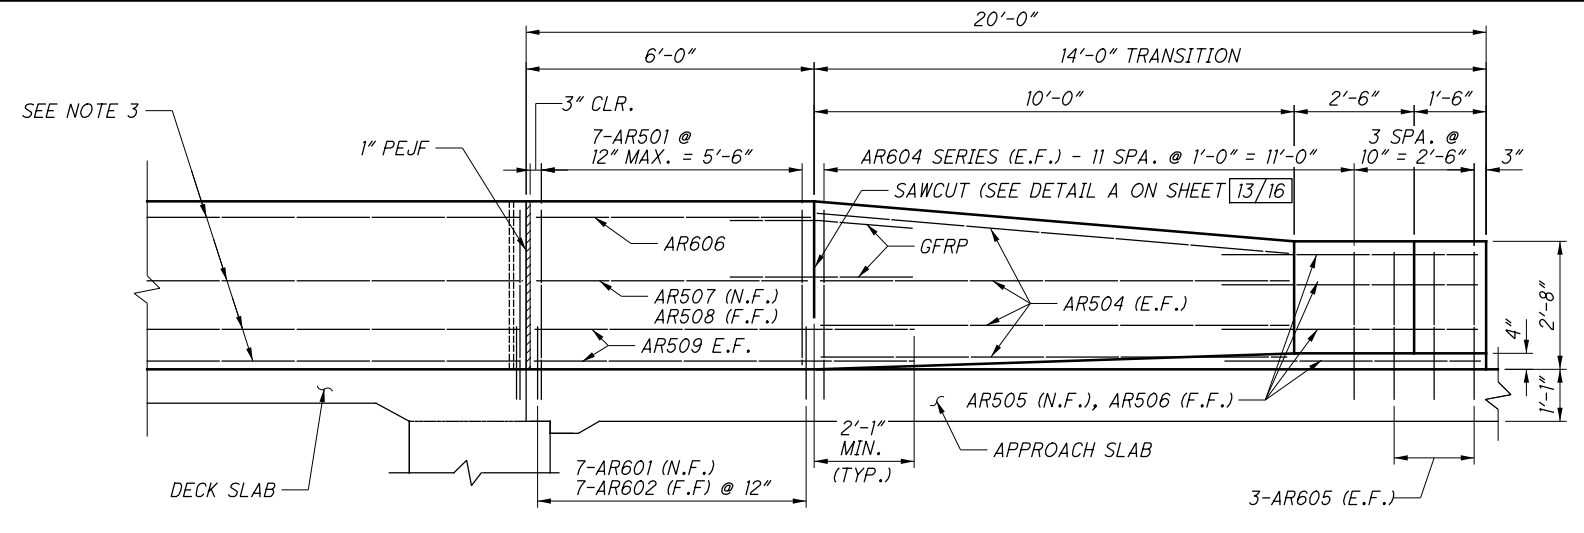 20'-0"
6'-0"
14'-0" TRANSITION
SEE NOTE 3
3" CLR.
10'-0"
2'-6"
1'-6"
1" PEJF
7-AR501 @
12" MAX. = 5'-6"
AR604 SERIES (E.F.) - 11 SPA. @ 1'-0" = 11'-0"
3 SPA. @
10" = 2'-6"
3"
SAWCUT (SEE DETAIL A ON SHEET 13/16
AR606
GFRP
AR507 (N.F.)
AR508 (F.F.)
AR504 (E.F.)
2'-8"
4"
AR509 E.F.
AR505 (N.F.), AR506 (F.F.)
1'-1"
2'-1"
MIN.
(TYP.)
APPROACH SLAB
7-AR601 (N.F.)
7-AR602 (F.F) @ 12"
DECK SLAB
3-AR605 (E.F.)